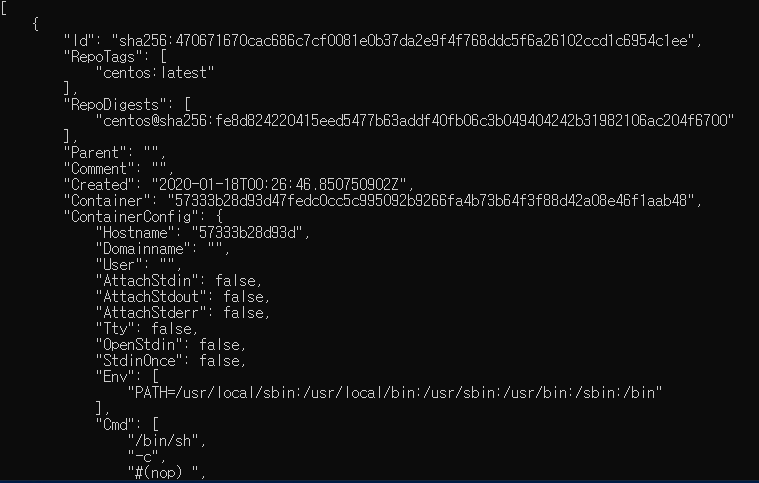 [
    {
        "Id": "sha256:470671670cac686c7cf0081e0b37da2e9f4f768ddc5f6a26102ccd1c6954c1ee",
        "RepoTags": [
            "centos:latest"
        ],
        "RepoDigests": [
            "centos@sha256:fe8d824220415eed5477b63addf40fb06c3b049404242b31982106ac204f6700"
        ],
        "Parent": "",
        "Comment": "",
        "Created": "2020-01-18T00:26:46.850750902Z",
        "Container": "57333b28d93d47fedc0cc5c995092b9266fa4b73b64f3f88d42a08e46f1aab48",
        "ContainerConfig": {
            "Hostname": "57333b28d93d",
            "Domainname": "",
            "User": "",
            "AttachStdin": false,
            "AttachStdout": false,
            "AttachStderr": false,
            "Tty": false,
            "OpenStdin": false,
            "StdinOnce": false,
            "Env": [
                "PATH=/usr/local/sbin:/usr/local/bin:/usr/sbin:/usr/bin:/sbin:/bin"
            ],
            "Cmd": [
                "/bin/sh",
                "-c",
                "#(nop) ",